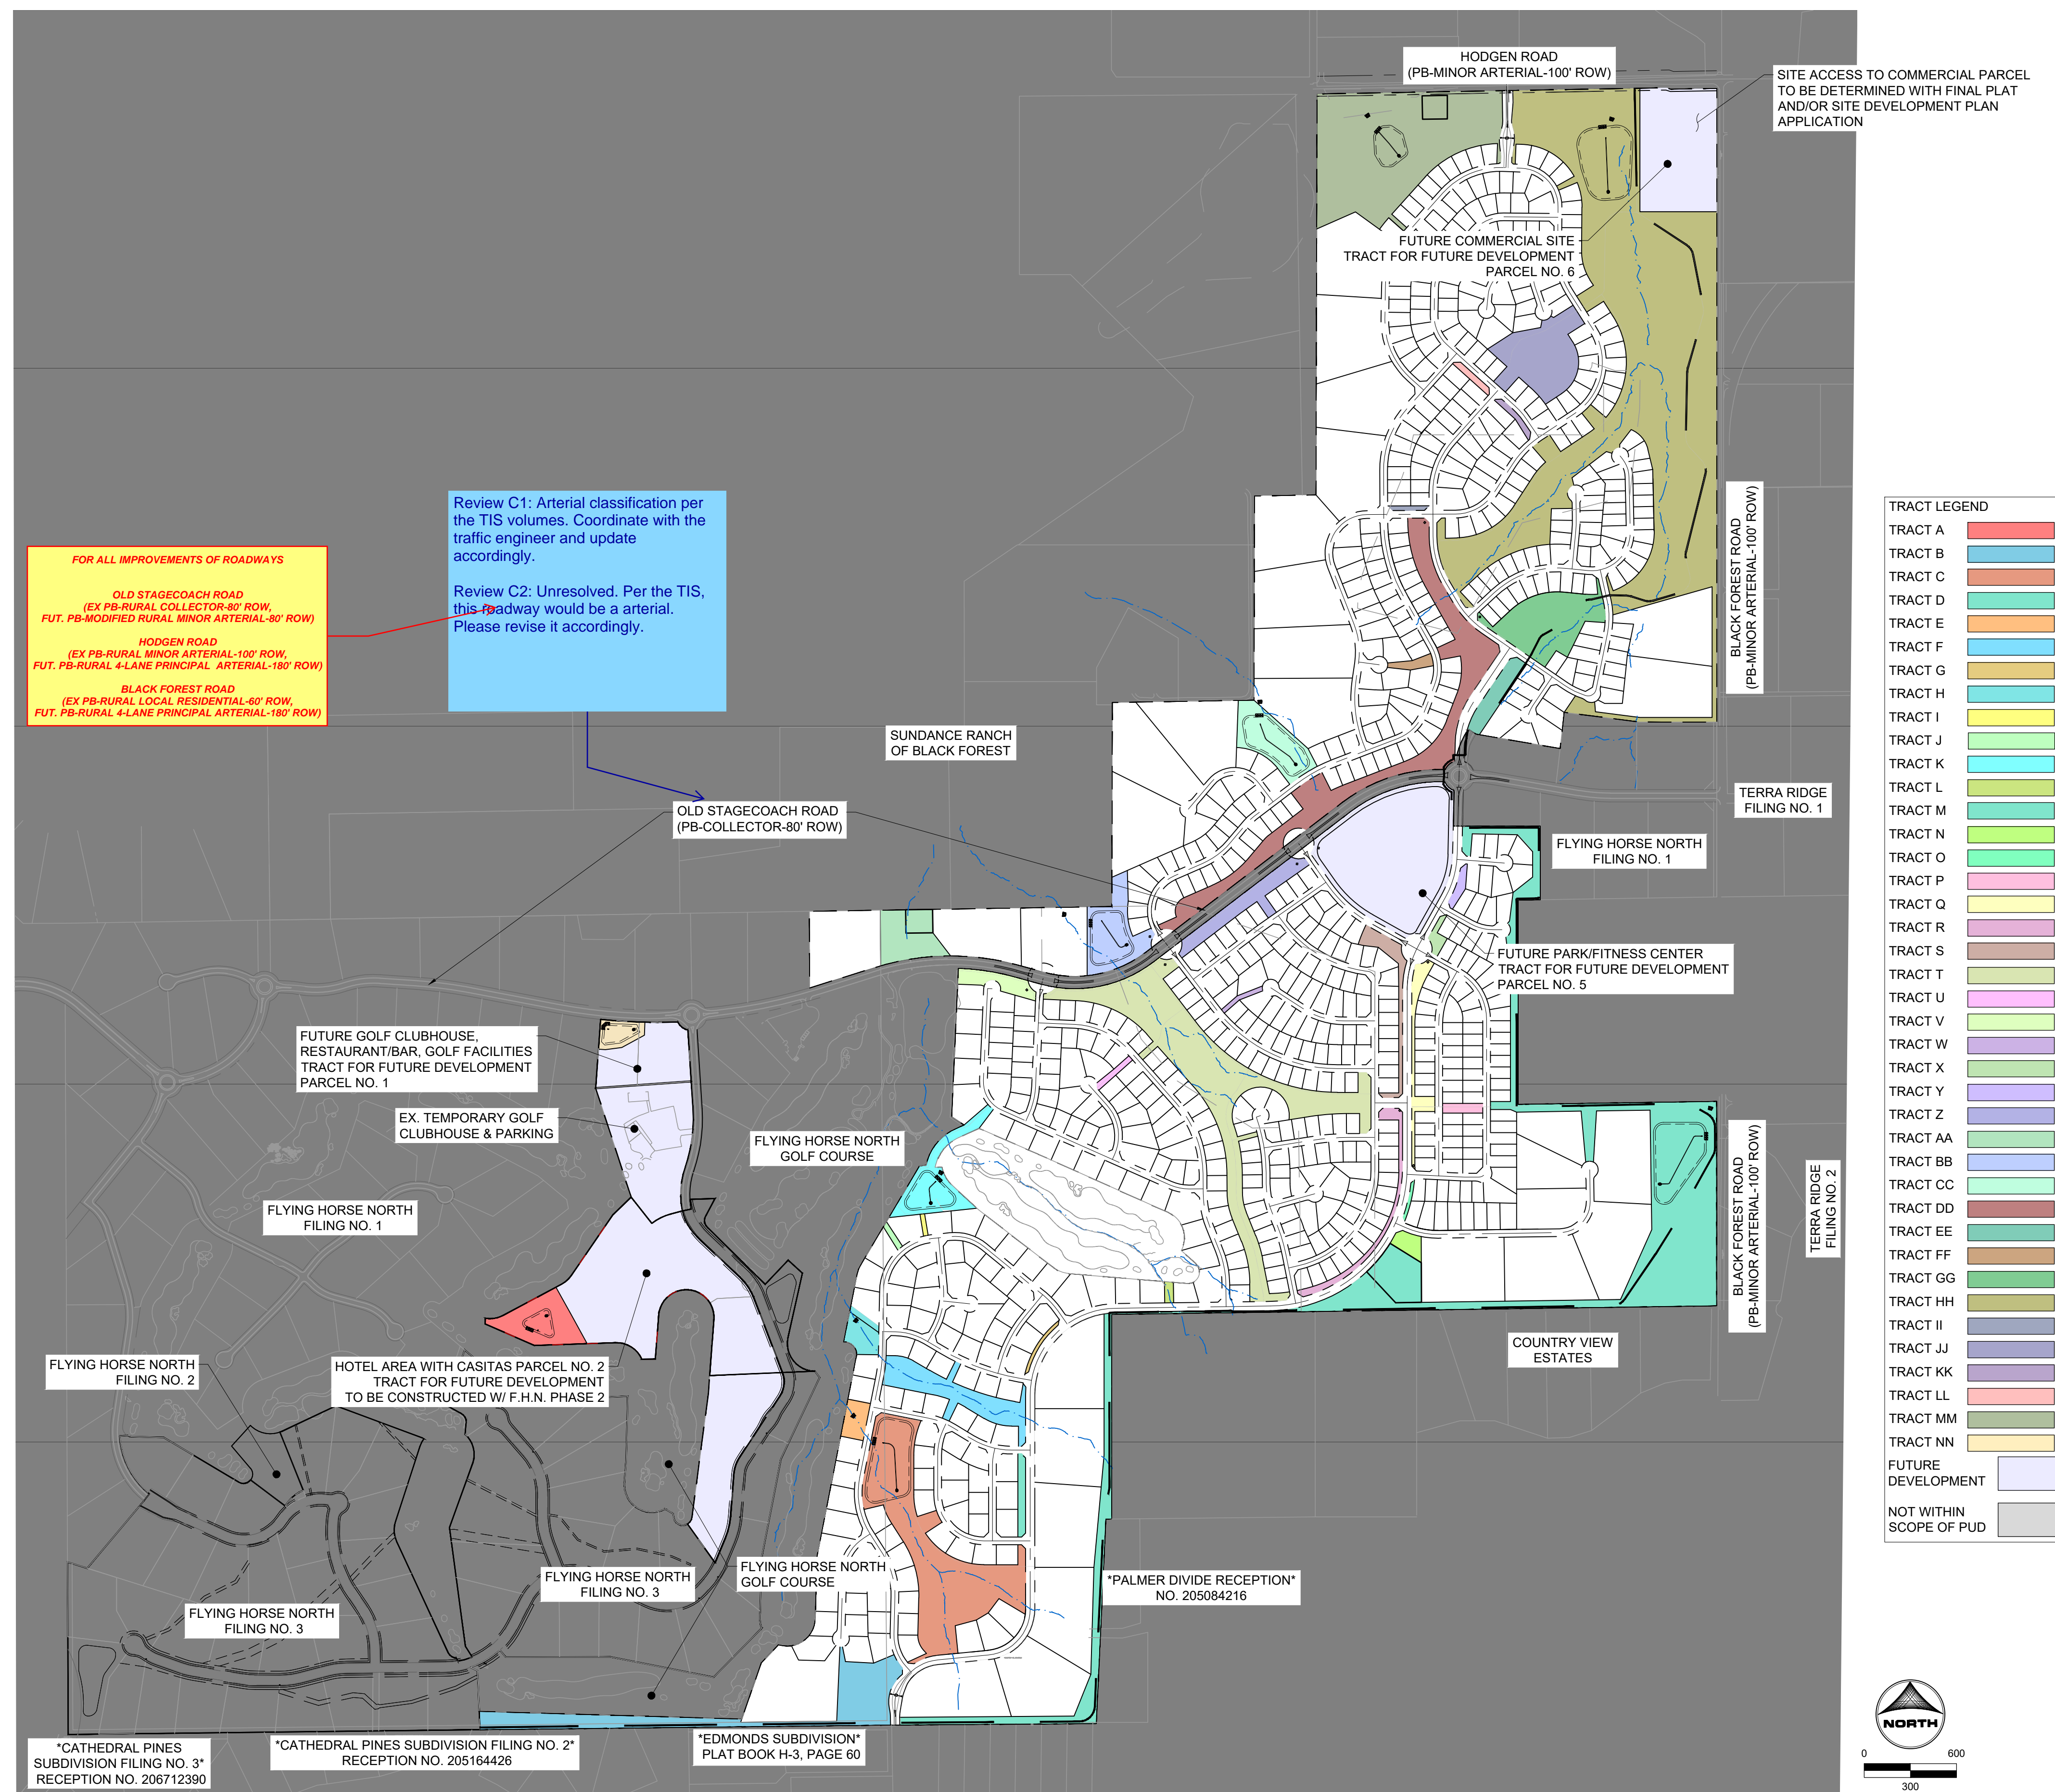 HODGEN ROAD
(PB-MINOR ARTERIAL-100' ROW)
SITE ACCESS TO COMMERCIAL PARCEL
TO BE DETERMINED WITH FINAL PLAT
AND/OR SITE DEVELOPMENT PLAN
APPLICATION
FUTURE COMMERCIAL SITE
TRACT FOR FUTURE DEVELOPMENT
PARCEL NO. 6
BLACK FOREST ROAD
(PB-MINOR ARTERIAL-100' ROW)
Review C1: Arterial classification per
the TIS volumes. Coordinate with the
traffic engineer and update
accordingly.
Review C2: Unresolved. Per the TIS,
this roadway would be a arterial.
Please revise it accordingly.
FOR ALL IMPROVEMENTS OF ROADWAYS
OLD STAGECOACH ROAD
(EX PB-RURAL COLLECTOR-80' ROW,
FUT. PB-MODIFIED RURAL MINOR ARTERIAL-80' ROW)
HODGEN ROAD
(EX PB-RURAL MINOR ARTERIAL-100' ROW,
FUT. PB-RURAL 4-LANE PRINCIPAL ARTERIAL-180' ROW)
BLACK FOREST ROAD
(EX PB-RURAL LOCAL RESIDENTIAL-60' ROW,
FUT. PB-RURAL 4-LANE PRINCIPAL ARTERIAL-180' ROW)
SUNDANCE RANCH
OF BLACK FOREST
OLD STAGECOACH ROAD
(PB-COLLECTOR-80' ROW)
TERRA RIDGE
FILING NO. 1
FLYING HORSE NORTH
FILING NO. 1
FUTURE PARK/FITNESS CENTER
TRACT FOR FUTURE DEVELOPMENT
PARCEL NO. 5
FUTURE GOLF CLUBHOUSE,
RESTAURANT/BAR, GOLF FACILITIES
TRACT FOR FUTURE DEVELOPMENT
PARCEL NO. 1
EX. TEMPORARY GOLF
CLUBHOUSE & PARKING
FLYING HORSE NORTH
GOLF COURSE
FLYING HORSE NORTH
FILING NO. 1
BLACK FOREST ROAD
(PB-MINOR ARTERIAL-100' ROW)
TERRA RIDGE
FILING NO. 2
COUNTRY VIEW
ESTATES
FLYING HORSE NORTH
FILING NO. 2
HOTEL AREA WITH CASITAS PARCEL NO. 2
TRACT FOR FUTURE DEVELOPMENT
TO BE CONSTRUCTED W/ F.H.N. PHASE 2
FLYING HORSE NORTH
FILING NO. 3
FLYING HORSE NORTH
GOLF COURSE
*PALMER DIVIDE RECEPTION*
NO. 205084216
FLYING HORSE NORTH
FILING NO. 3
*CATHEDRAL PINES
SUBDIVISION FILING NO. 3*
RECEPTION NO. 206712390
*CATHEDRAL PINES SUBDIVISION FILING NO. 2*
RECEPTION NO. 205164426
*EDMONDS SUBDIVISION*
PLAT BOOK H-3, PAGE 60
TRACT LEGEND
TRACT A
TRACT B
TRACT C
TRACT D
TRACT E
TRACT F
TRACT G
TRACT H
TRACT I
TRACT J
TRACT K
TRACT L
TRACT M
TRACT N
TRACT O
TRACT P
TRACT Q
TRACT R
TRACT S
TRACT T
TRACT U
TRACT V
TRACT W
TRACT X
TRACT Y
TRACT Z
TRACT AA
TRACT BB
TRACT CC
TRACT DD
TRACT EE
TRACT FF
TRACT GG
TRACT HH
TRACT II
TRACT JJ
TRACT KK
TRACT LL
TRACT MM
TRACT NN
FUTURE
DEVELOPMENT
NOT WITHIN
SCOPE OF PUD
NORTH
0 600
300